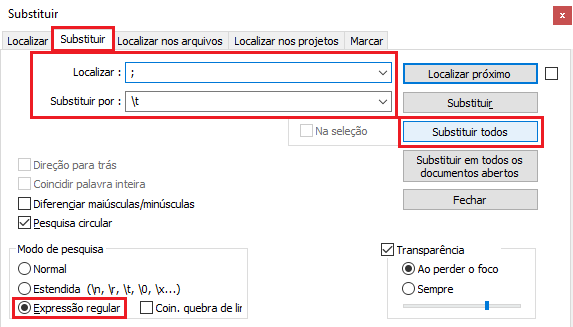 Substituir
x
Localizar Substituir Localizar nos arquivos Localizar nos projetos Marcar
Localizar : ; Localizar próximo
Substituir por : \t Substituir
Na seleção Substituir todos
Substituir em todos os
documentos abertos
Direção para trás
Coincidir palavra inteira
Fechar
Diferenciar maiúsculas/minúsculas
Pesquisa circular
Modo de pesquisa
Normal
Estendida (\n, \r, \t, \0, \x...)
Expressão regular Coin. quebra de lir
Transparência
Ao perder o foco
Sempre